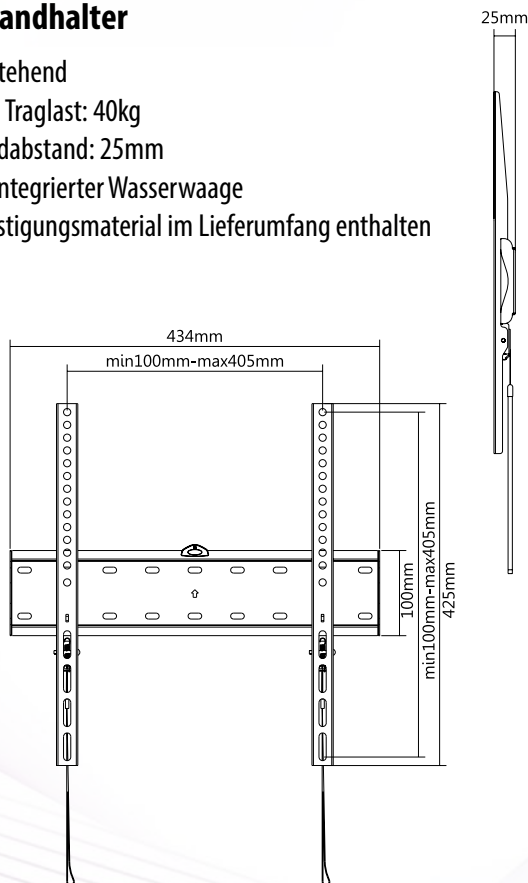 andhalter
tehend
Traglast: 40kg
dabstand: 25mm
ntegrierter Wasserwaage
stigungsmaterial im Lieferumfang enthalten
25mm
434mm
min100mm-max405mm
100mm
min100mm-max405mm
425mm